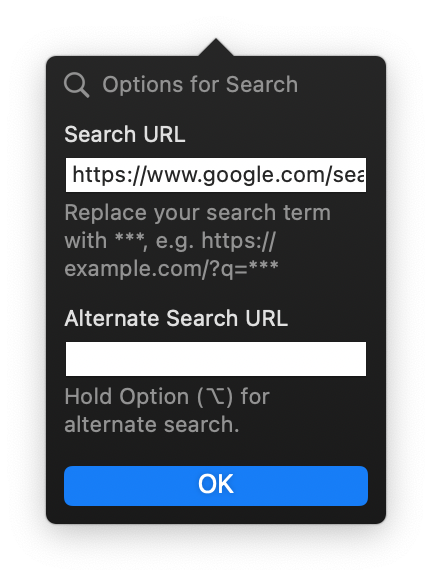 Options for Search
Search URL
https://www.google.com/sea
Replace your search term
with ***, e.g. https://
example.com/?q=***
Alternate Search URL
Hold Option (⌥) for
alternate search.
OK